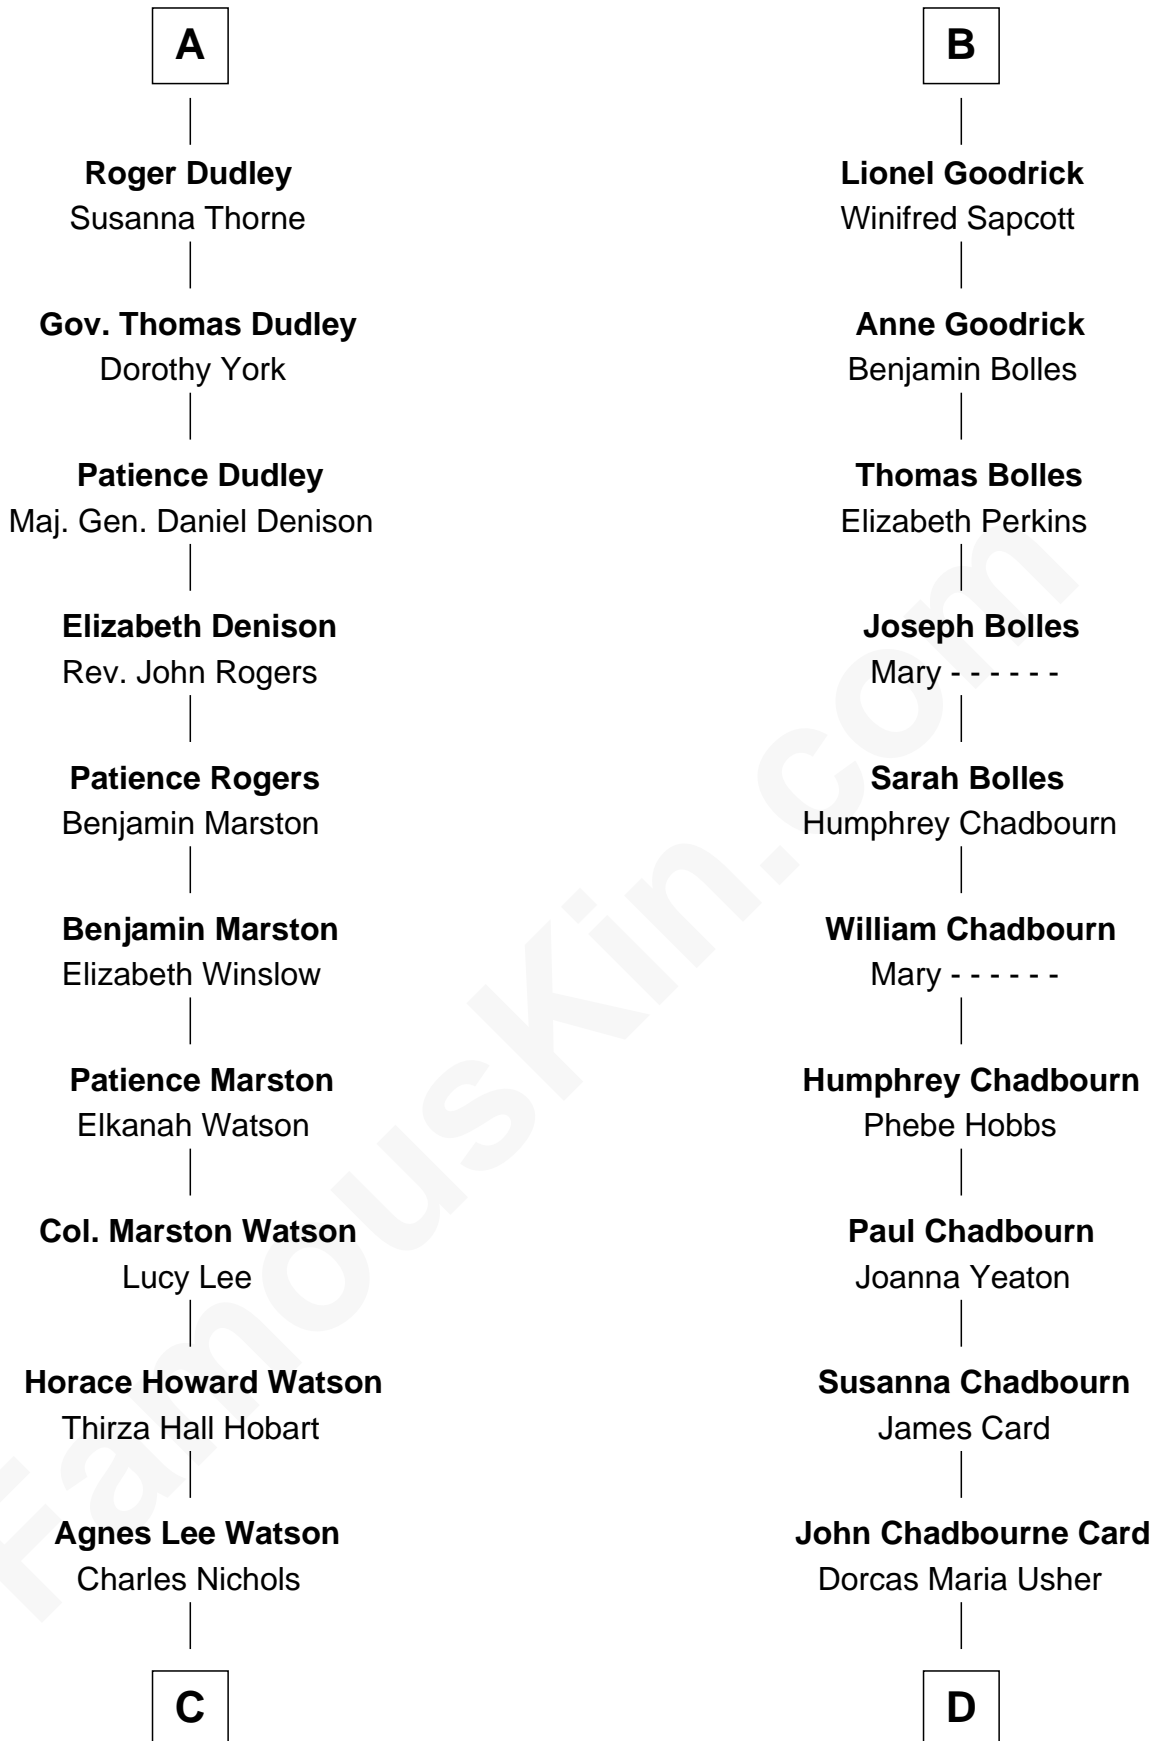 A
Roger Dudley
Susanna Thorne
Gov. Thomas Dudley
Dorothy York
Patience Dudley
Maj. Gen. Daniel Denison
Elizabeth Denison
Rev. John Rogers
Patience Rogers
Benjamin Marston
Benjamin Marston
Elizabeth Winslow
Patience Marston
Elkanah Watson
Col. Marston Watson
Lucy Lee
Horace Howard Watson
Thirza Hall Hobart
Agnes Lee Watson
Charles Nichols
C
B
Lionel Goodrick
Winifred Sapcott
Anne Goodrick
Benjamin Bolles
Thomas Bolles
Elizabeth Perkins
Joseph Bolles
Mary - - - - - -
Sarah Bolles
Humphrey Chadbourn
William Chadbourn
Mary - - - - - -
Humphrey Chadbourn
Phebe Hobbs
Paul Chadbourn
Joanna Yeaton
Susanna Chadbourn
James Card
John Chadbourne Card
Dorcas Maria Usher
D
FamousKin.com